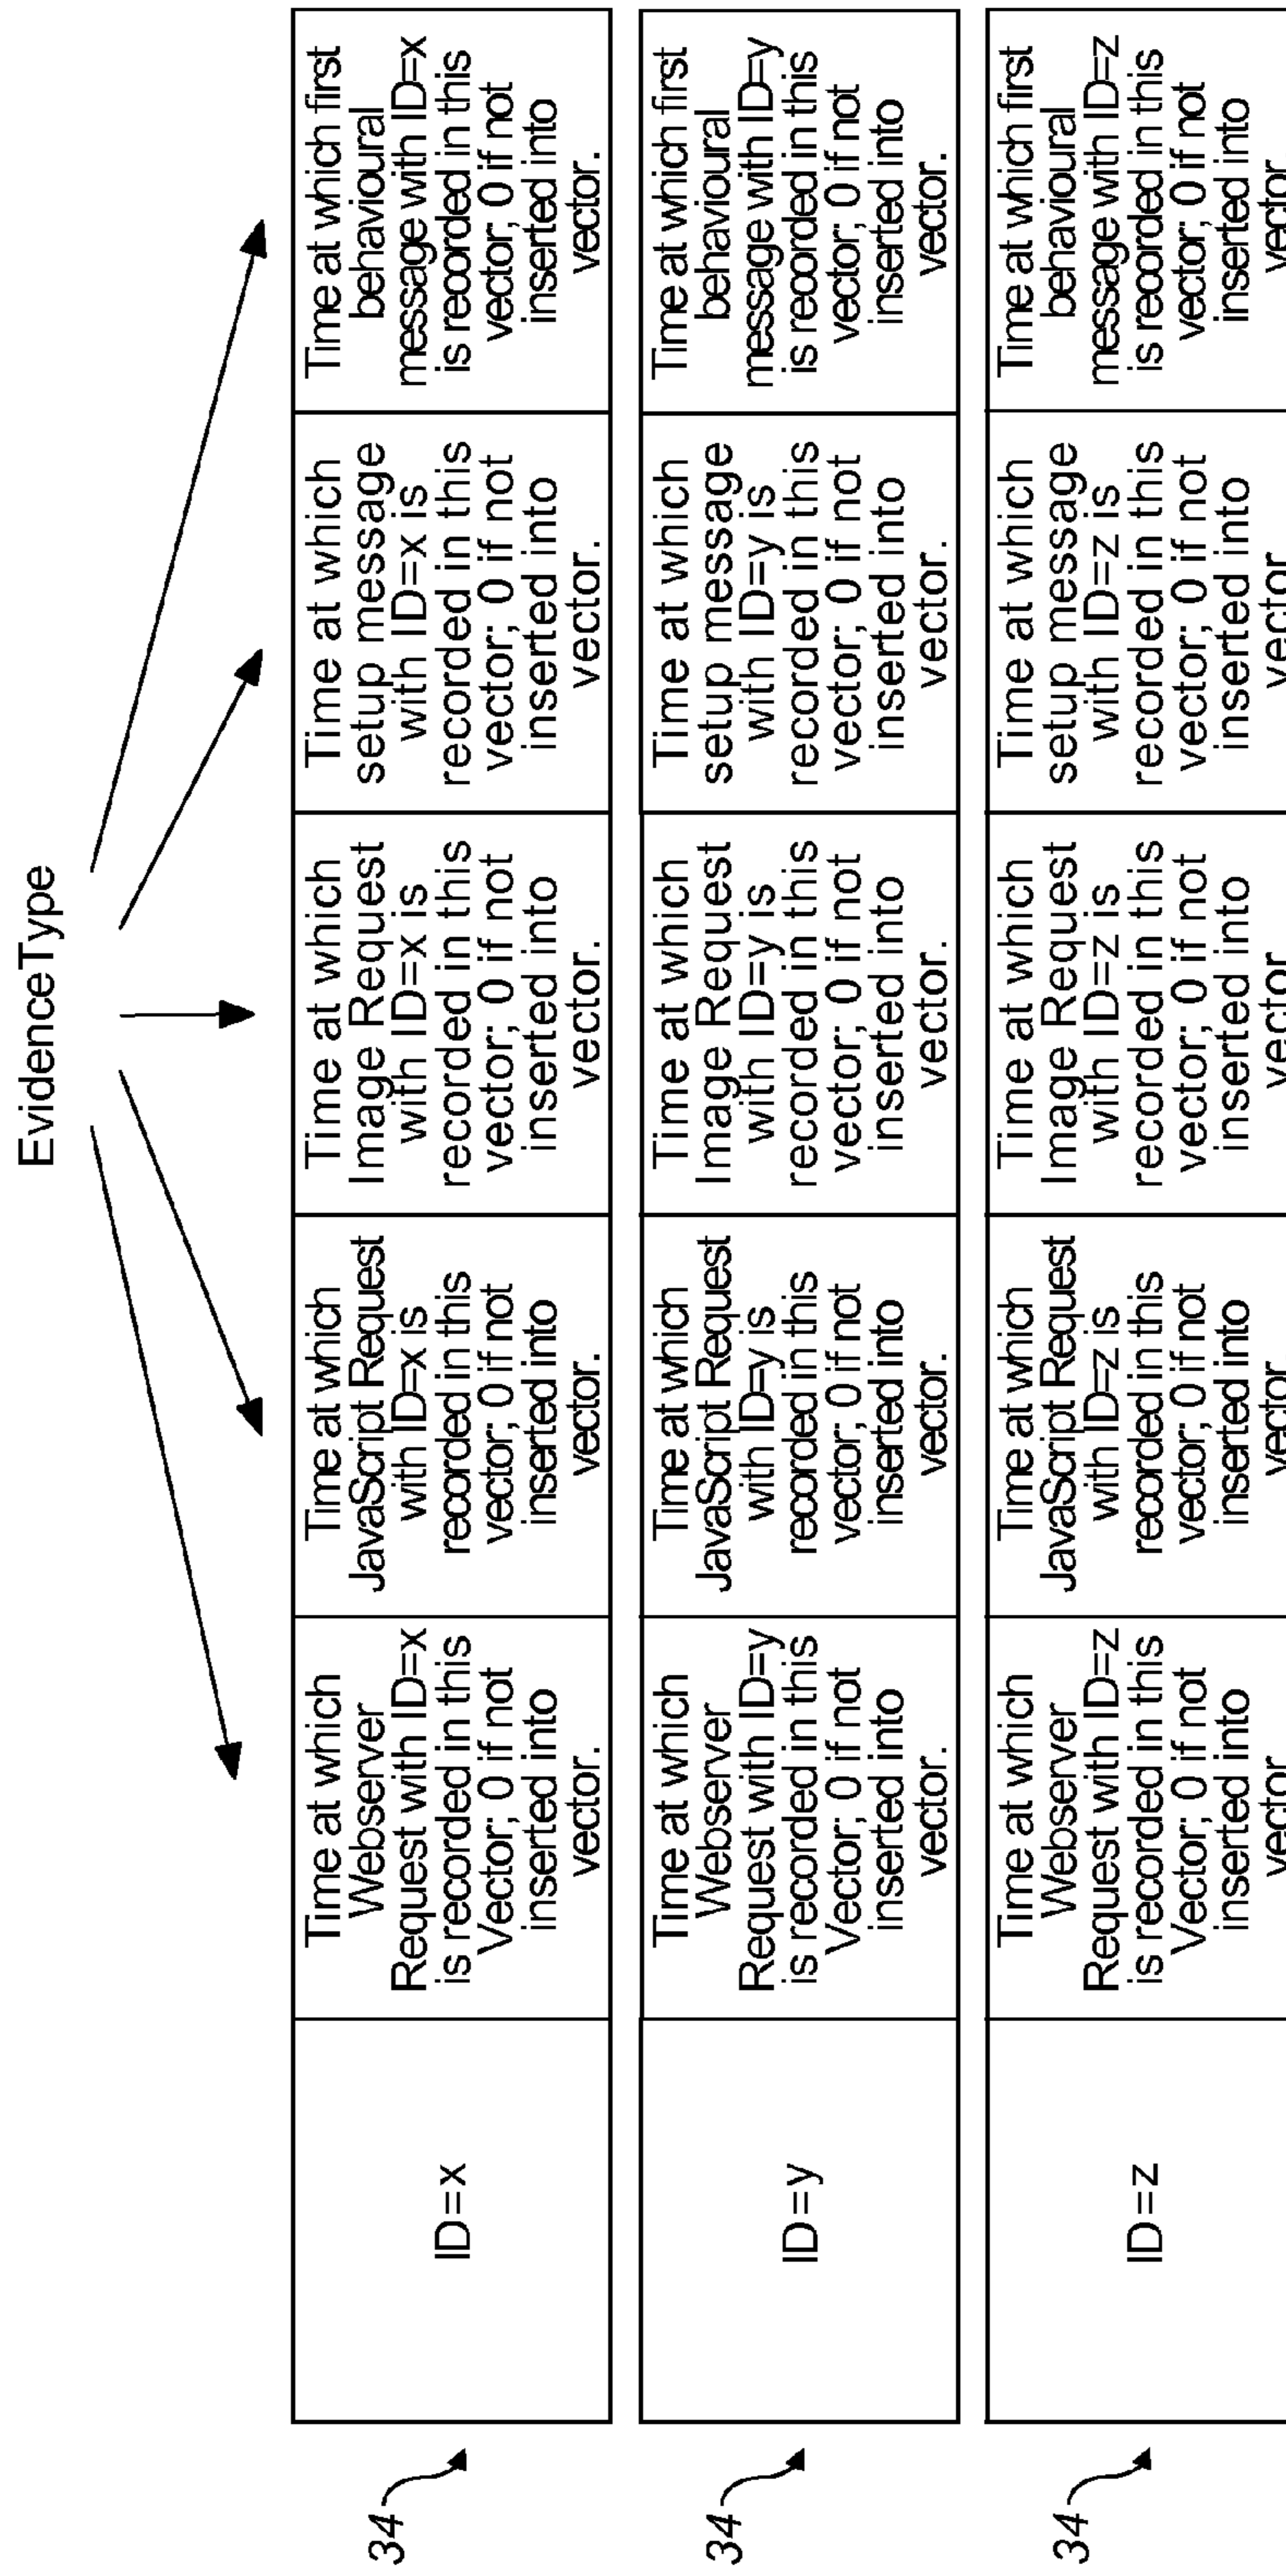 EvidenceType
34
ID=x
Time at which
Webserver
Request with ID=x
is recorded in this
Vector; 0 if not
inserted into
vector.
Time at which
JavaScript Request
with ID=x is
recorded in this
vector; 0 if not
inserted into
vector.
Time at which
Image Request
with ID=x is
recorded in this
vector; 0 if not
inserted into
vector.
Time at which
setup message
with ID=x is
recorded in this
vector; 0 if not
inserted into
vector.
Time at which first
behavioural
message with ID=x
is recorded in this
vector; 0 if not
inserted into
vector.
34
ID=y
Time at which
Webserver
Request with ID=y
is recorded in this
Vector; 0 if not
inserted into
vector.
Time at which
JavaScript Request
with ID=y is
recorded in this
vector; 0 if not
inserted into
vector.
Time at which
Image Request
with ID=y is
recorded in this
vector; 0 if not
inserted into
vector.
Time at which
setup message
with ID=y is
recorded in this
vector; 0 if not
inserted into
vector.
Time at which first
behavioural
message with ID=y
is recorded in this
vector; 0 if not
inserted into
vector.
34
ID=z
Time at which
Webserver
Request with ID=z
is recorded in this
Vector; 0 if not
inserted into
vector.
Time at which
JavaScript Request
with ID=z is
recorded in this
vector; 0 if not
inserted into
vector.
Time at which
Image Request
with ID=z is
recorded in this
vector; 0 if not
inserted into
vector.
Time at which
setup message
with ID=z is
recorded in this
vector; 0 if not
inserted into
vector.
Time at which first
behavioural
message with ID=z
is recorded in this
vector; 0 if not
inserted into
vector.